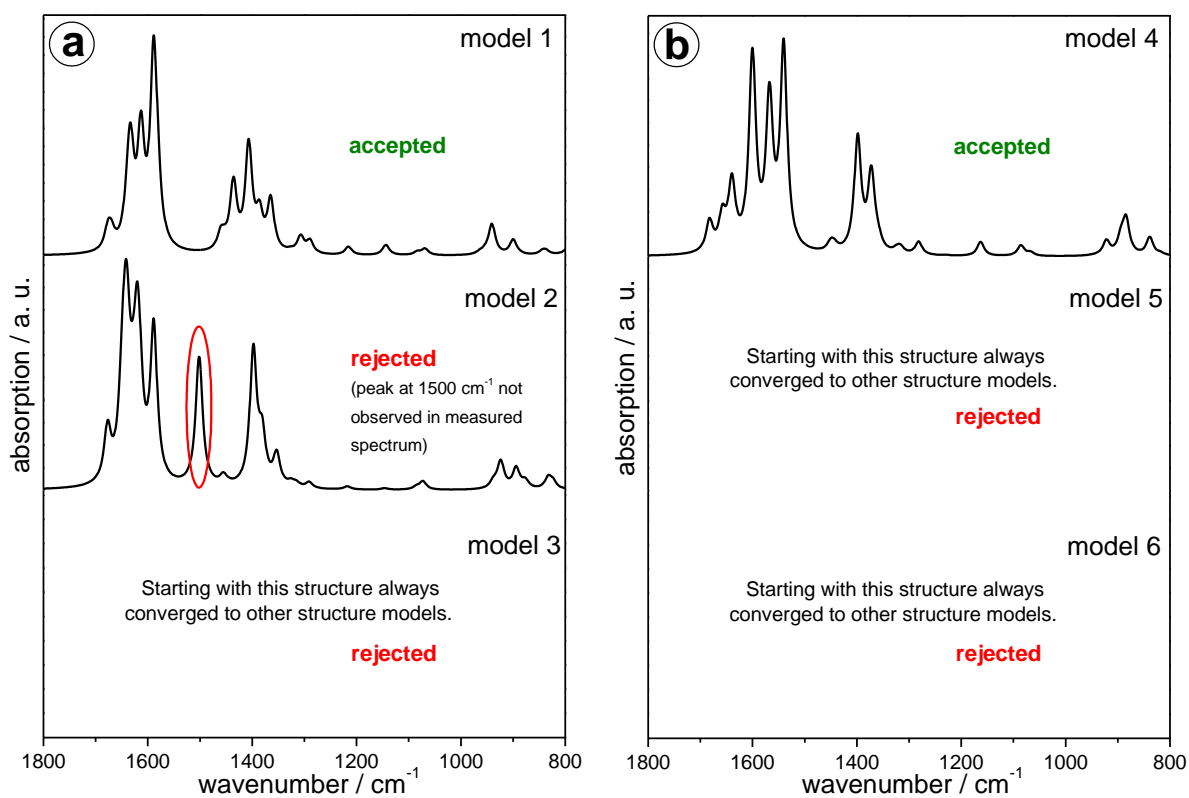 a
model 1
accepted
model 2
rejected
(peak at 1500 cm⁻¹ not
observed in measured
spectrum)
model 3
Starting with this structure always
converged to other structure models.
rejected
absorption / a. u.
1800 1600 1400 1200 1000 800
wavenumber / cm⁻¹
b
model 4
accepted
model 5
Starting with this structure always
converged to other structure models.
rejected
model 6
Starting with this structure always
converged to other structure models.
rejected
absorption / a. u.
1800 1600 1400 1200 1000 800
wavenumber / cm⁻¹